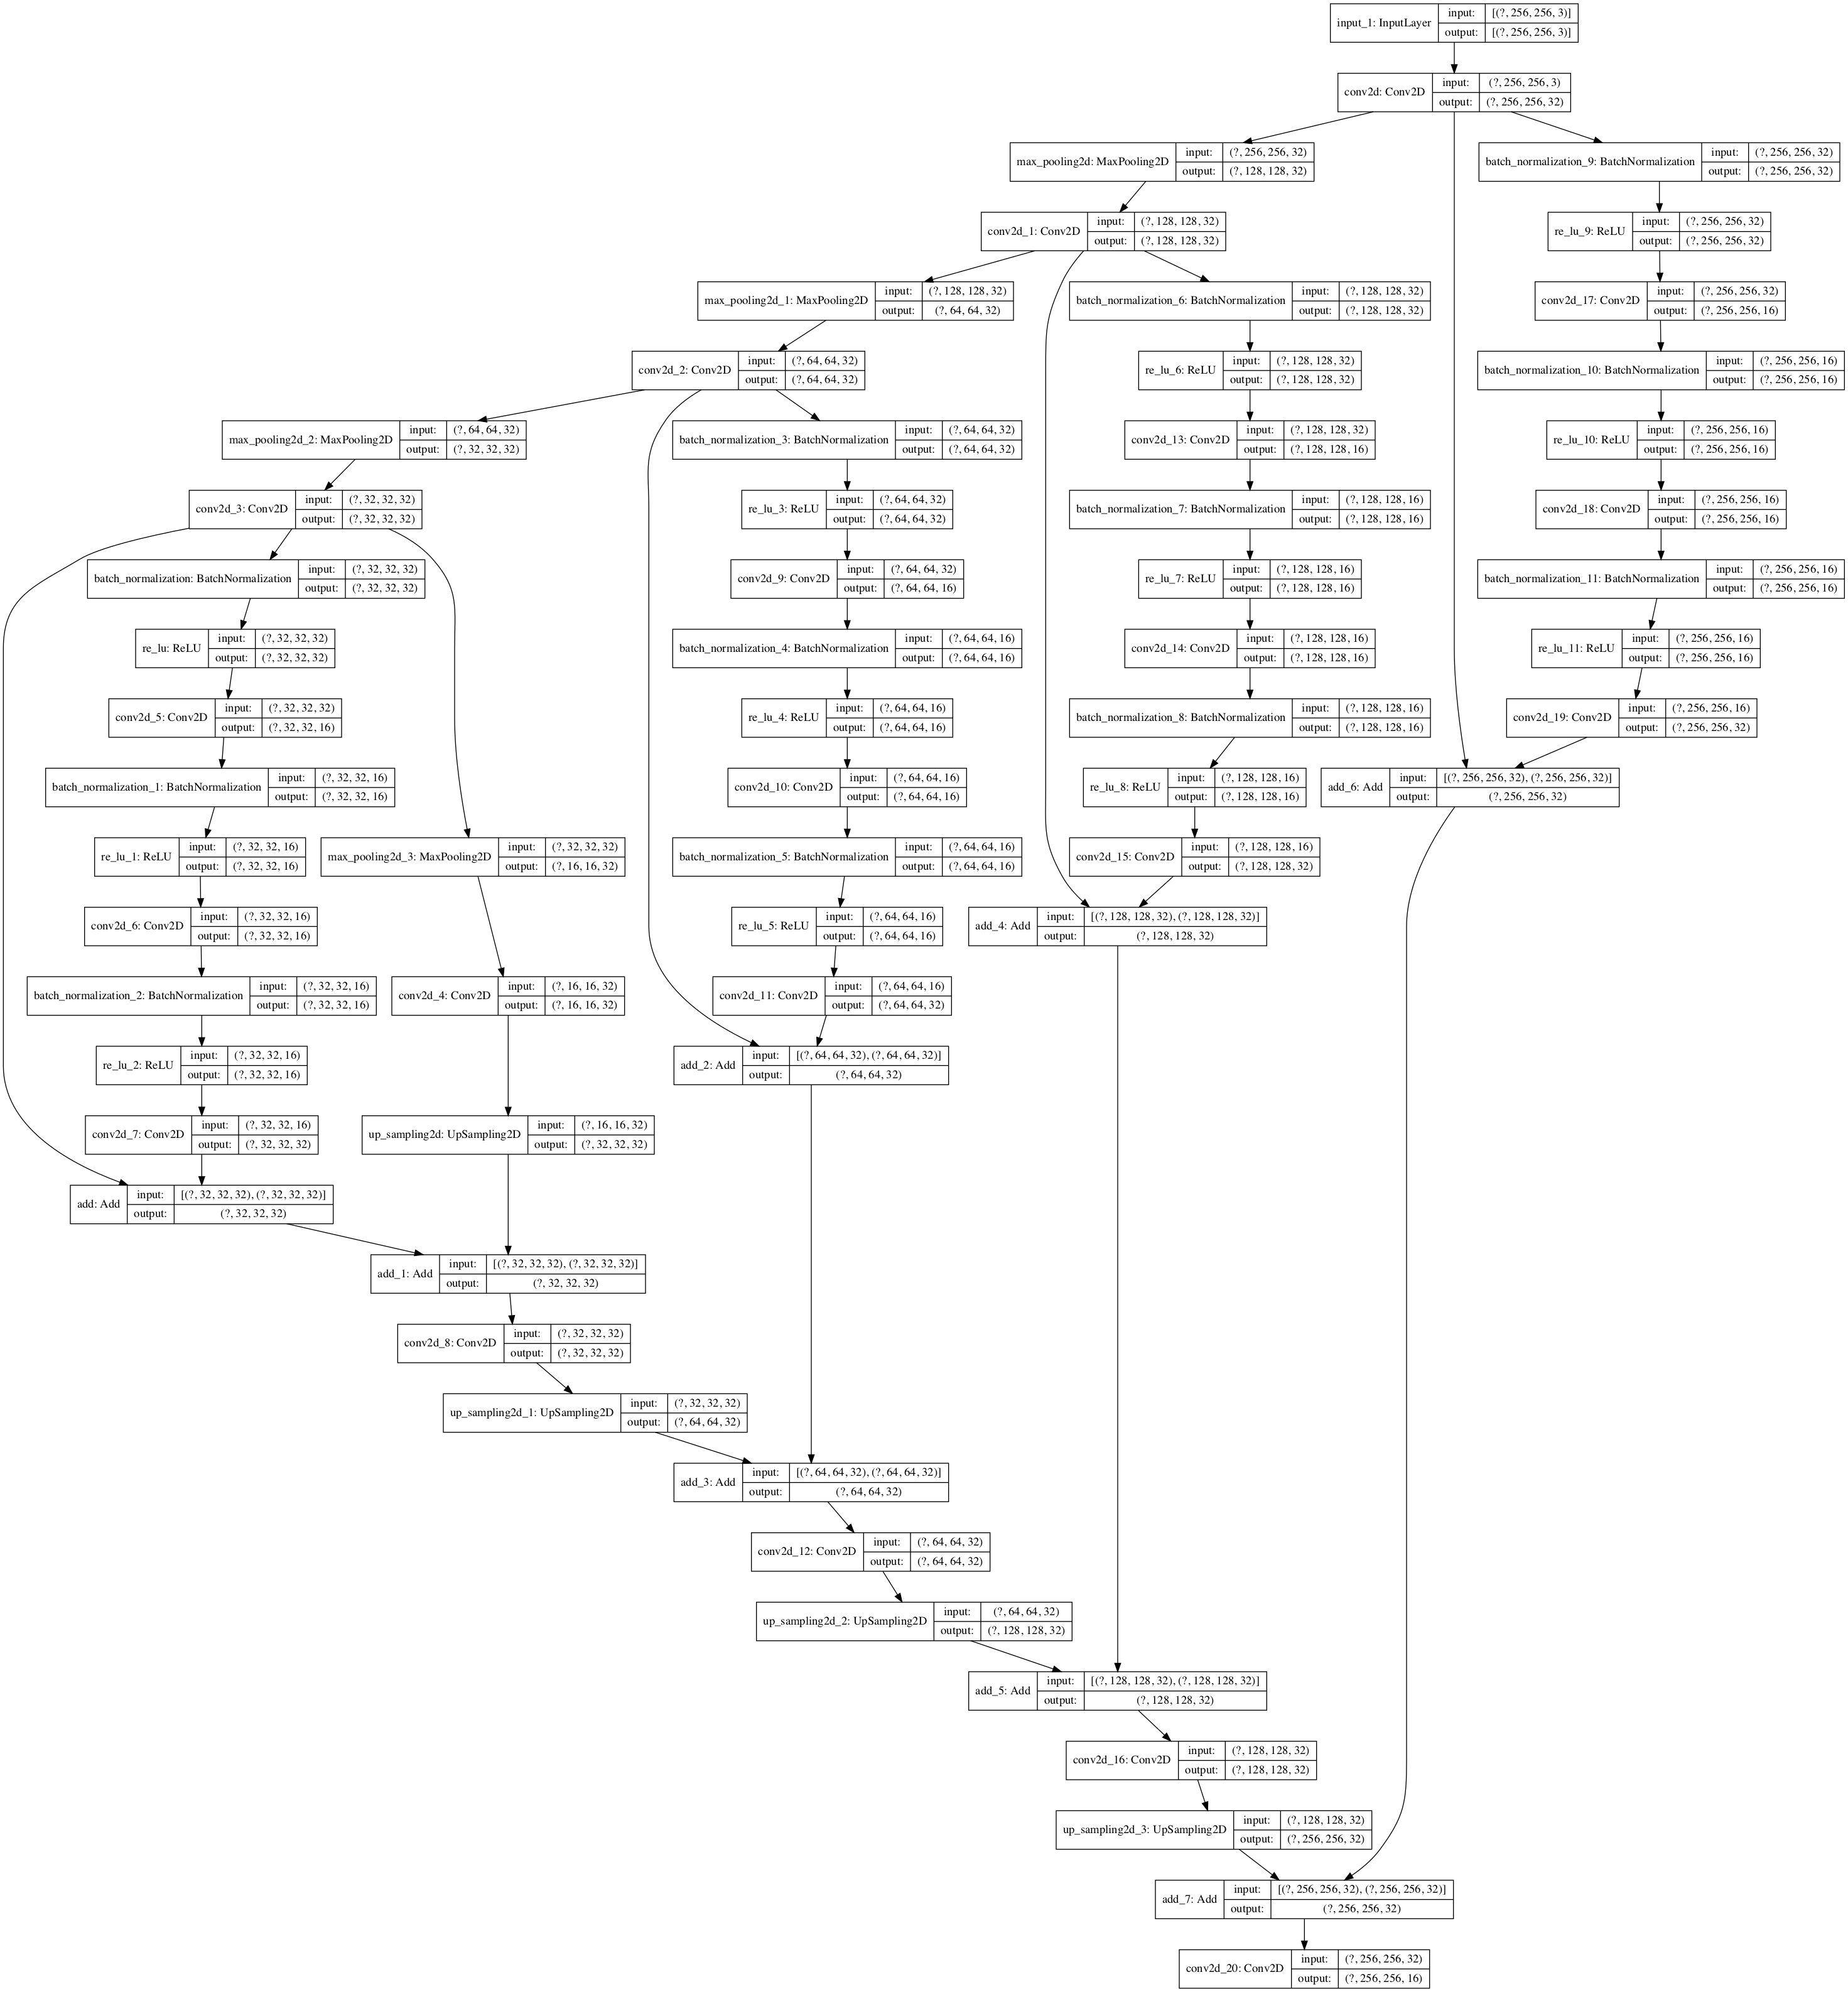 input_1: InputLayer
input: [(?, 256, 256, 3)]
output: [(?, 256, 256, 3)]
conv2d: Conv2D
input: (?, 256, 256, 3)
output: (?, 256, 256, 32)
max_pooling2d: MaxPooling2D
input: (?, 256, 256, 32)
output: (?, 128, 128, 32)
batch_normalization_9: BatchNormalization
input: (?, 256, 256, 32)
output: (?, 256, 256, 32)
conv2d_1: Conv2D
input: (?, 128, 128, 32)
output: (?, 128, 128, 32)
re_lu_9: ReLU
input: (?, 256, 256, 32)
output: (?, 256, 256, 32)
max_pooling2d_1: MaxPooling2D
input: (?, 128, 128, 32)
output: (?, 64, 64, 32)
batch_normalization_6: BatchNormalization
input: (?, 128, 128, 32)
output: (?, 128, 128, 32)
conv2d_17: Conv2D
input: (?, 256, 256, 32)
output: (?, 256, 256, 16)
conv2d_2: Conv2D
input: (?, 64, 64, 32)
output: (?, 64, 64, 32)
re_lu_6: ReLU
input: (?, 128, 128, 32)
output: (?, 128, 128, 32)
batch_normalization_10: BatchNormalization
input: (?, 256, 256, 16)
output: (?, 256, 256, 16)
max_pooling2d_2: MaxPooling2D
input: (?, 64, 64, 32)
output: (?, 32, 32, 32)
batch_normalization_3: BatchNormalization
input: (?, 64, 64, 32)
output: (?, 64, 64, 32)
conv2d_13: Conv2D
input: (?, 128, 128, 32)
output: (?, 128, 128, 16)
re_lu_10: ReLU
input: (?, 256, 256, 16)
output: (?, 256, 256, 16)
conv2d_3: Conv2D
input: (?, 32, 32, 32)
output: (?, 32, 32, 32)
re_lu_3: ReLU
input: (?, 64, 64, 32)
output: (?, 64, 64, 32)
batch_normalization_7: BatchNormalization
input: (?, 128, 128, 16)
output: (?, 128, 128, 16)
conv2d_18: Conv2D
input: (?, 256, 256, 16)
output: (?, 256, 256, 16)
batch_normalization: BatchNormalization
input: (?, 32, 32, 32)
output: (?, 32, 32, 32)
conv2d_9: Conv2D
input: (?, 64, 64, 32)
output: (?, 64, 64, 16)
re_lu_7: ReLU
input: (?, 128, 128, 16)
output: (?, 128, 128, 16)
batch_normalization_11: BatchNormalization
input: (?, 256, 256, 16)
output: (?, 256, 256, 16)
re_lu: ReLU
input: (?, 32, 32, 32)
output: (?, 32, 32, 32)
batch_normalization_4: BatchNormalization
input: (?, 64, 64, 16)
output: (?, 64, 64, 16)
conv2d_14: Conv2D
input: (?, 128, 128, 16)
output: (?, 128, 128, 16)
re_lu_11: ReLU
input: (?, 256, 256, 16)
output: (?, 256, 256, 16)
conv2d_5: Conv2D
input: (?, 32, 32, 32)
output: (?, 32, 32, 16)
re_lu_4: ReLU
input: (?, 64, 64, 16)
output: (?, 64, 64, 16)
batch_normalization_8: BatchNormalization
input: (?, 128, 128, 16)
output: (?, 128, 128, 16)
conv2d_19: Conv2D
input: (?, 256, 256, 16)
output: (?, 256, 256, 32)
batch_normalization_1: BatchNormalization
input: (?, 32, 32, 16)
output: (?, 32, 32, 16)
conv2d_10: Conv2D
input: (?, 64, 64, 16)
output: (?, 64, 64, 16)
re_lu_8: ReLU
input: (?, 128, 128, 16)
output: (?, 128, 128, 16)
add_6: Add
input: [(?, 256, 256, 32), (?, 256, 256, 32)]
output: (?, 256, 256, 32)
re_lu_1: ReLU
input: (?, 32, 32, 16)
output: (?, 32, 32, 16)
max_pooling2d_3: MaxPooling2D
input: (?, 32, 32, 32)
output: (?, 16, 16, 32)
batch_normalization_5: BatchNormalization
input: (?, 64, 64, 16)
output: (?, 64, 64, 16)
conv2d_15: Conv2D
input: (?, 128, 128, 16)
output: (?, 128, 128, 32)
conv2d_6: Conv2D
input: (?, 32, 32, 16)
output: (?, 32, 32, 16)
re_lu_5: ReLU
input: (?, 64, 64, 16)
output: (?, 64, 64, 16)
add_4: Add
input: [(?, 128, 128, 32), (?, 128, 128, 32)]
output: (?, 128, 128, 32)
batch_normalization_2: BatchNormalization
input: (?, 32, 32, 16)
output: (?, 32, 32, 16)
conv2d_4: Conv2D
input: (?, 16, 16, 32)
output: (?, 16, 16, 32)
conv2d_11: Conv2D
input: (?, 64, 64, 16)
output: (?, 64, 64, 32)
re_lu_2: ReLU
input: (?, 32, 32, 16)
output: (?, 32, 32, 16)
add_2: Add
input: [(?, 64, 64, 32), (?, 64, 64, 32)]
output: (?, 64, 64, 32)
conv2d_7: Conv2D
input: (?, 32, 32, 16)
output: (?, 32, 32, 32)
up_sampling2d: UpSampling2D
input: (?, 16, 16, 32)
output: (?, 32, 32, 32)
add: Add
input: [(?, 32, 32, 32), (?, 32, 32, 32)]
output: (?, 32, 32, 32)
add_1: Add
input: [(?, 32, 32, 32), (?, 32, 32, 32)]
output: (?, 32, 32, 32)
conv2d_8: Conv2D
input: (?, 32, 32, 32)
output: (?, 32, 32, 32)
up_sampling2d_1: UpSampling2D
input: (?, 32, 32, 32)
output: (?, 64, 64, 32)
add_3: Add
input: [(?, 64, 64, 32), (?, 64, 64, 32)]
output: (?, 64, 64, 32)
conv2d_12: Conv2D
input: (?, 64, 64, 32)
output: (?, 64, 64, 32)
up_sampling2d_2: UpSampling2D
input: (?, 64, 64, 32)
output: (?, 128, 128, 32)
add_5: Add
input: [(?, 128, 128, 32), (?, 128, 128, 32)]
output: (?, 128, 128, 32)
conv2d_16: Conv2D
input: (?, 128, 128, 32)
output: (?, 128, 128, 32)
up_sampling2d_3: UpSampling2D
input: (?, 128, 128, 32)
output: (?, 256, 256, 32)
add_7: Add
input: [(?, 256, 256, 32), (?, 256, 256, 32)]
output: (?, 256, 256, 32)
conv2d_20: Conv2D
input: (?, 256, 256, 32)
output: (?, 256, 256, 16)